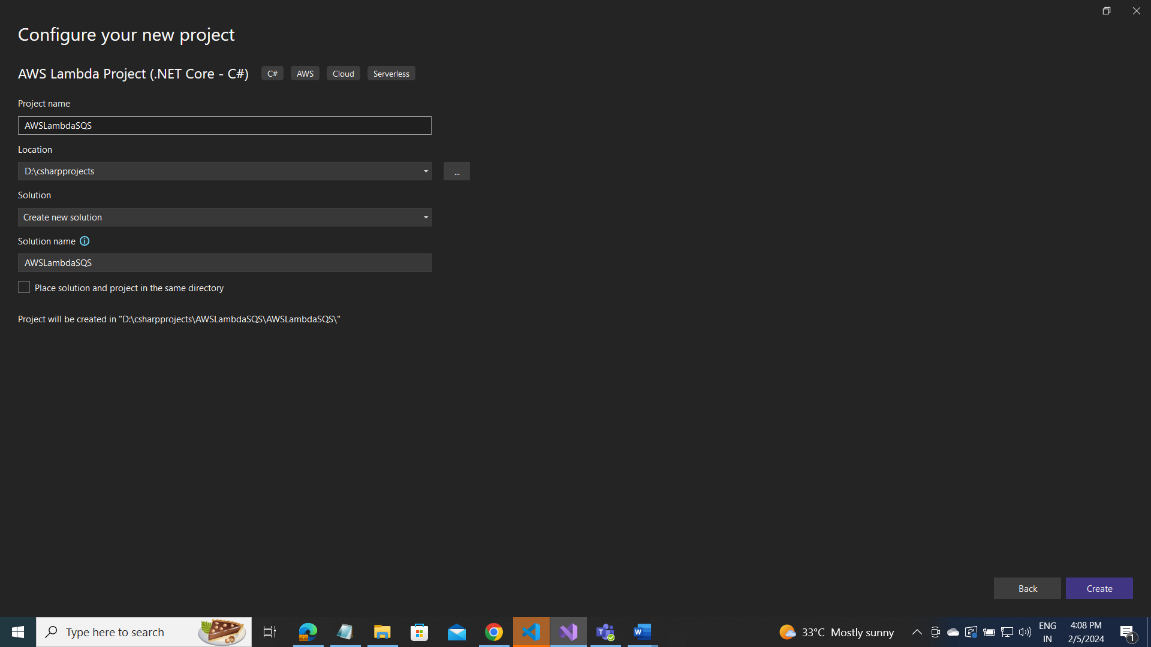 Configure your new project
AWS Lambda Project (.NET Core - C#) C# AWS Cloud Serverless
Project name
AWSLambdaSQS
Location
D:\csharpprojects
...
Solution
Create new solution
Solution name
AWSLambdaSQS
Place solution and project in the same directory
Project will be created in "D:\csharpprojects\AWSLambdaSQS\AWSLambdaSQS\"
Back Create
Type here to search
33°C Mostly sunny
ENG
IN
4:08 PM
2/5/2024
1